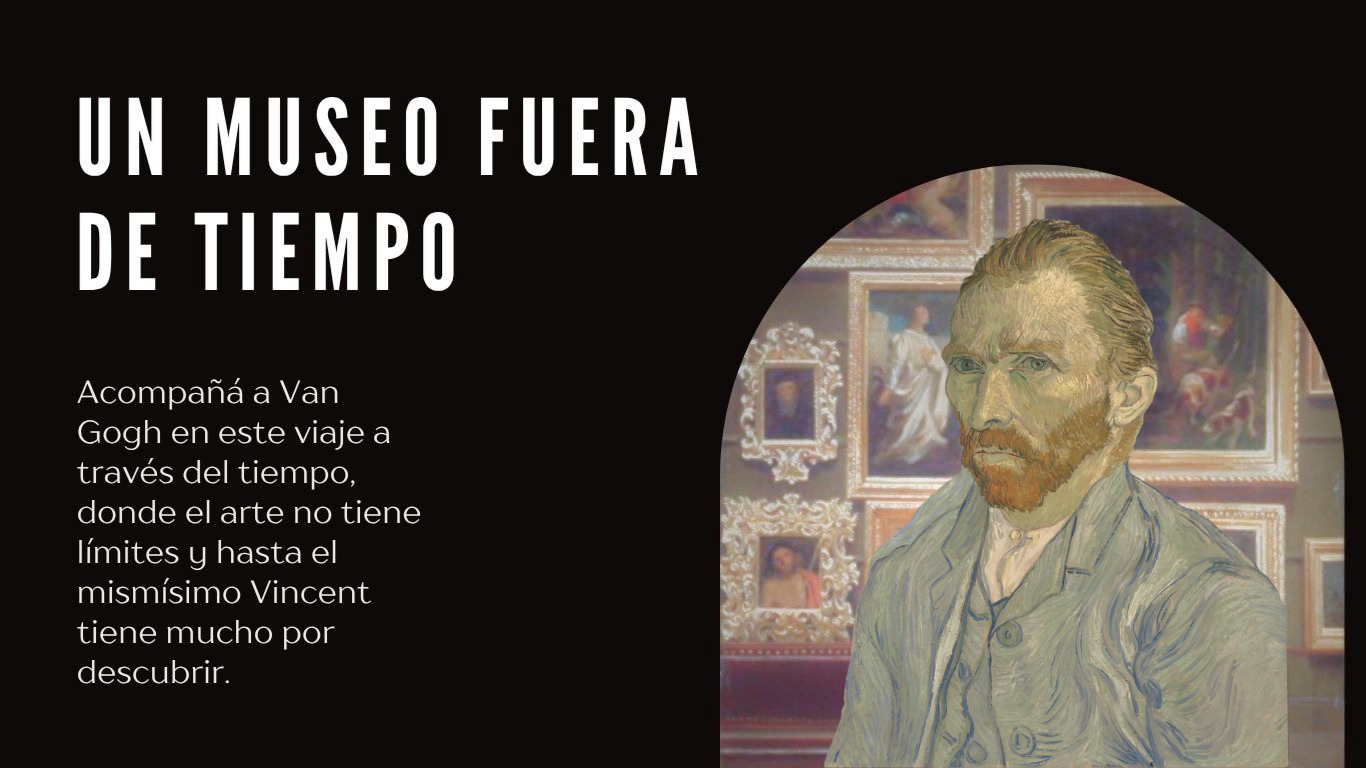 UN MUSEO FUERA
DE TIEMPO
Acompañá a Van
Gogh en este viaje a
través del tiempo,
donde el arte no tiene
límites y hasta el
mismísimo Vincent
tiene mucho por
descubrir.